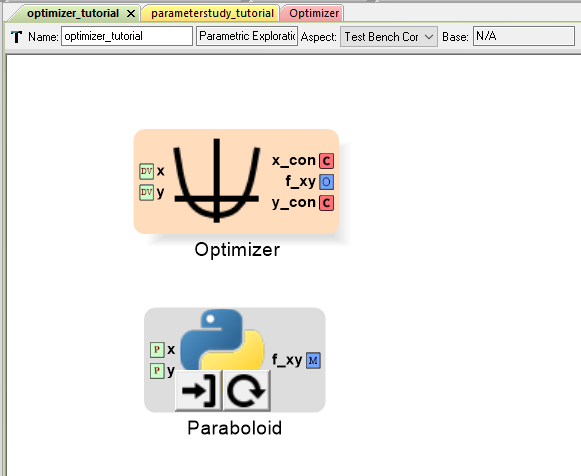 optimizer_tutorial parameterstudy_tutorial Optimizer
T Name: optimizer_tutorial Parametric Exploratic Aspect: Test Bench Cor Base: N/A
x_con C
DV x
f_xy O
DV y
y_con C
Optimizer
P x
f_xy M
P y
Paraboloid